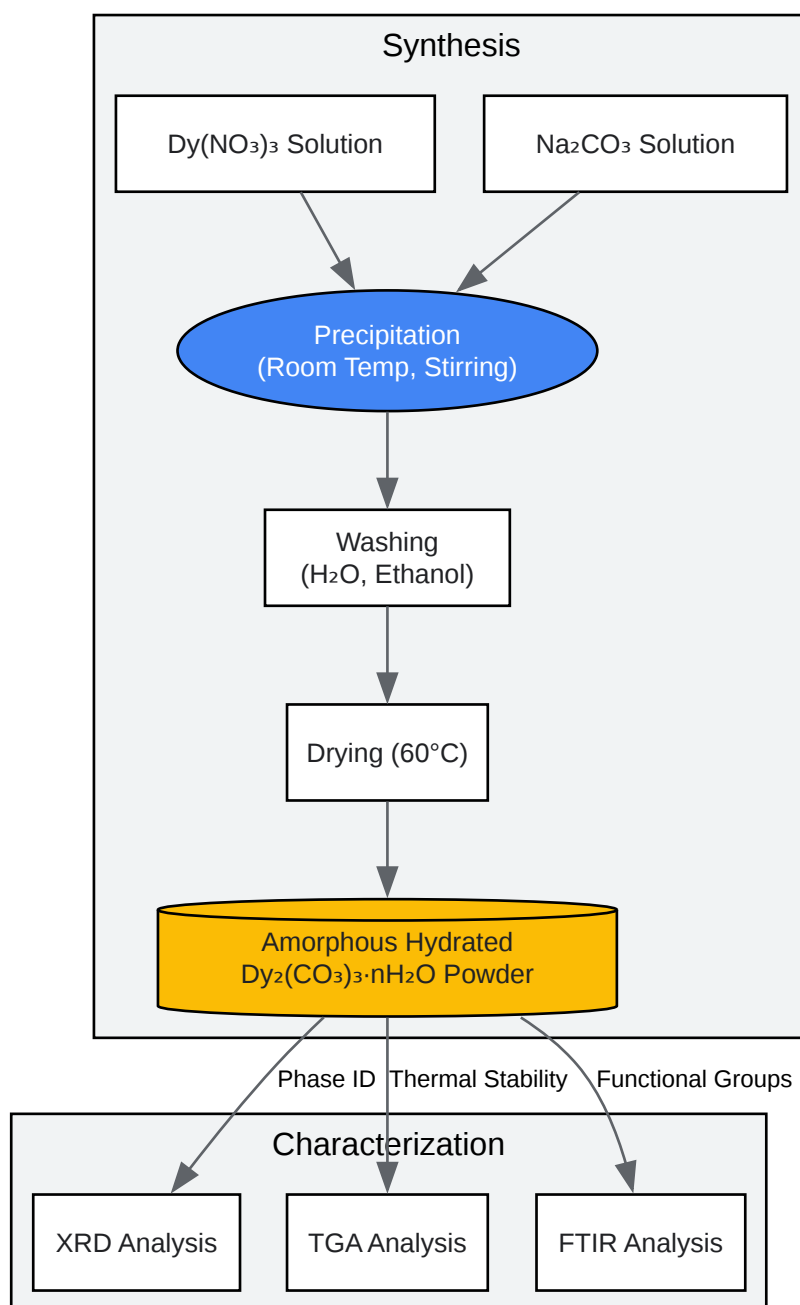 Synthesis
Dy(NO₃)₃ Solution
Na₂CO₃ Solution
Precipitation
(Room Temp, Stirring)
Washing
(H₂O, Ethanol)
Drying (60°C)
Amorphous Hydrated
Dy₂(CO₃)₃·nH₂O Powder
Phase ID
Thermal Stability
Functional Groups
Characterization
XRD Analysis
TGA Analysis
FTIR Analysis